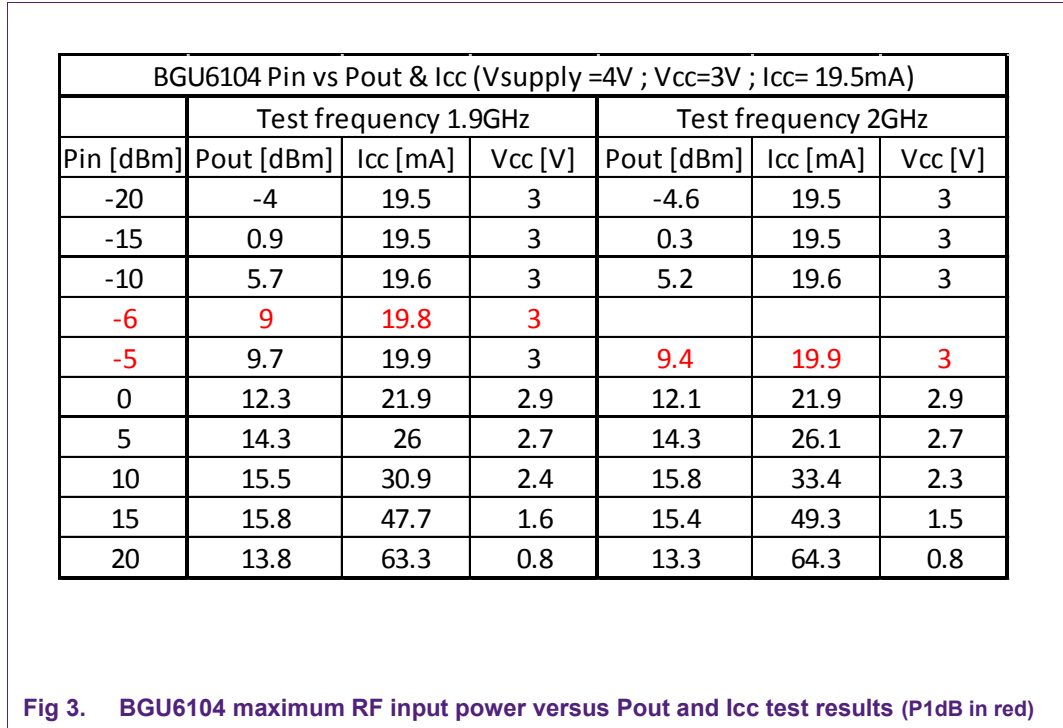 BGU6104 Pin vs Pout & Icc (Vsupply =4V ; Vcc=3V ; Icc= 19.5mA)
Test frequency 1.9GHz Test frequency 2GHz
Pin [dBm] Pout [dBm] Icc [mA] Vcc [V] Pout [dBm] Icc [mA] Vcc [V]
-20 -4 19.5 3 -4.6 19.5 3
-15 0.9 19.5 3 0.3 19.5 3
-10 5.7 19.6 3 5.2 19.6 3
-6 9 19.8 3
-5 9.7 19.9 3 9.4 19.9 3
0 12.3 21.9 2.9 12.1 21.9 2.9
5 14.3 26 2.7 14.3 26.1 2.7
10 15.5 30.9 2.4 15.8 33.4 2.3
15 15.8 47.7 1.6 15.4 49.3 1.5
20 13.8 63.3 0.8 13.3 64.3 0.8
Fig 3. BGU6104 maximum RF input power versus Pout and Icc test results (P1dB in red)